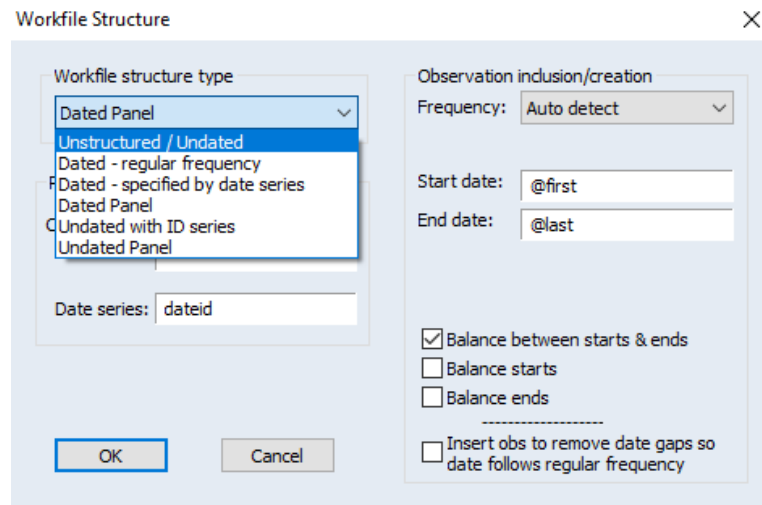 Workfile Structure
Workfile structure type
Dated Panel
Unstructured / Undated
Dated - regular frequency
Dated - specified by date series
Dated Panel
Undated with ID series
Undated Panel
Date series: dateid
OK
Cancel
Observation inclusion/creation
Frequency: Auto detect
Start date: @first
End date: @last
Balance between starts & ends
Balance starts
Balance ends
--------------------
Insert obs to remove date gaps so
date follows regular frequency